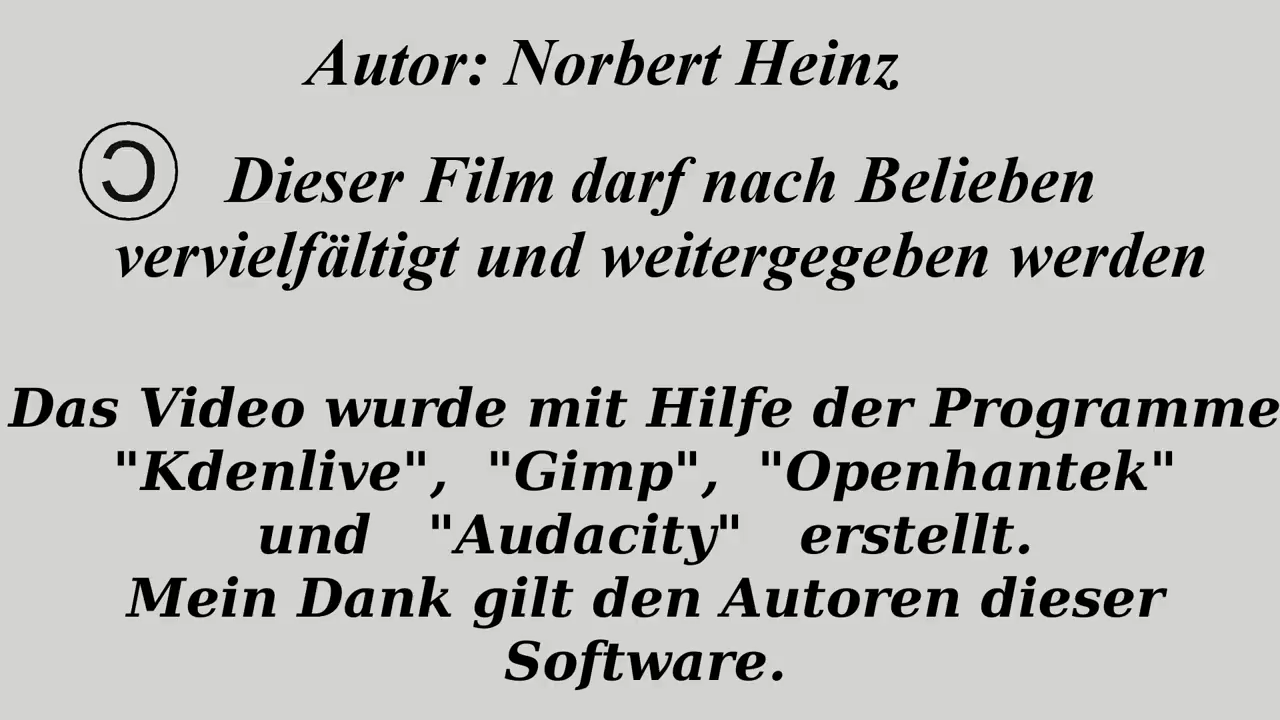 Autor: Norbert Heinz
🄯 Dieser Film darf nach Belieben
vervielfältigt und weitergegeben werden
Das Video wurde mit Hilfe der Programme
"Kdenlive", "Gimp", "Openhantek"
und "Audacity" erstellt.
Mein Dank gilt den Autoren dieser
Software.